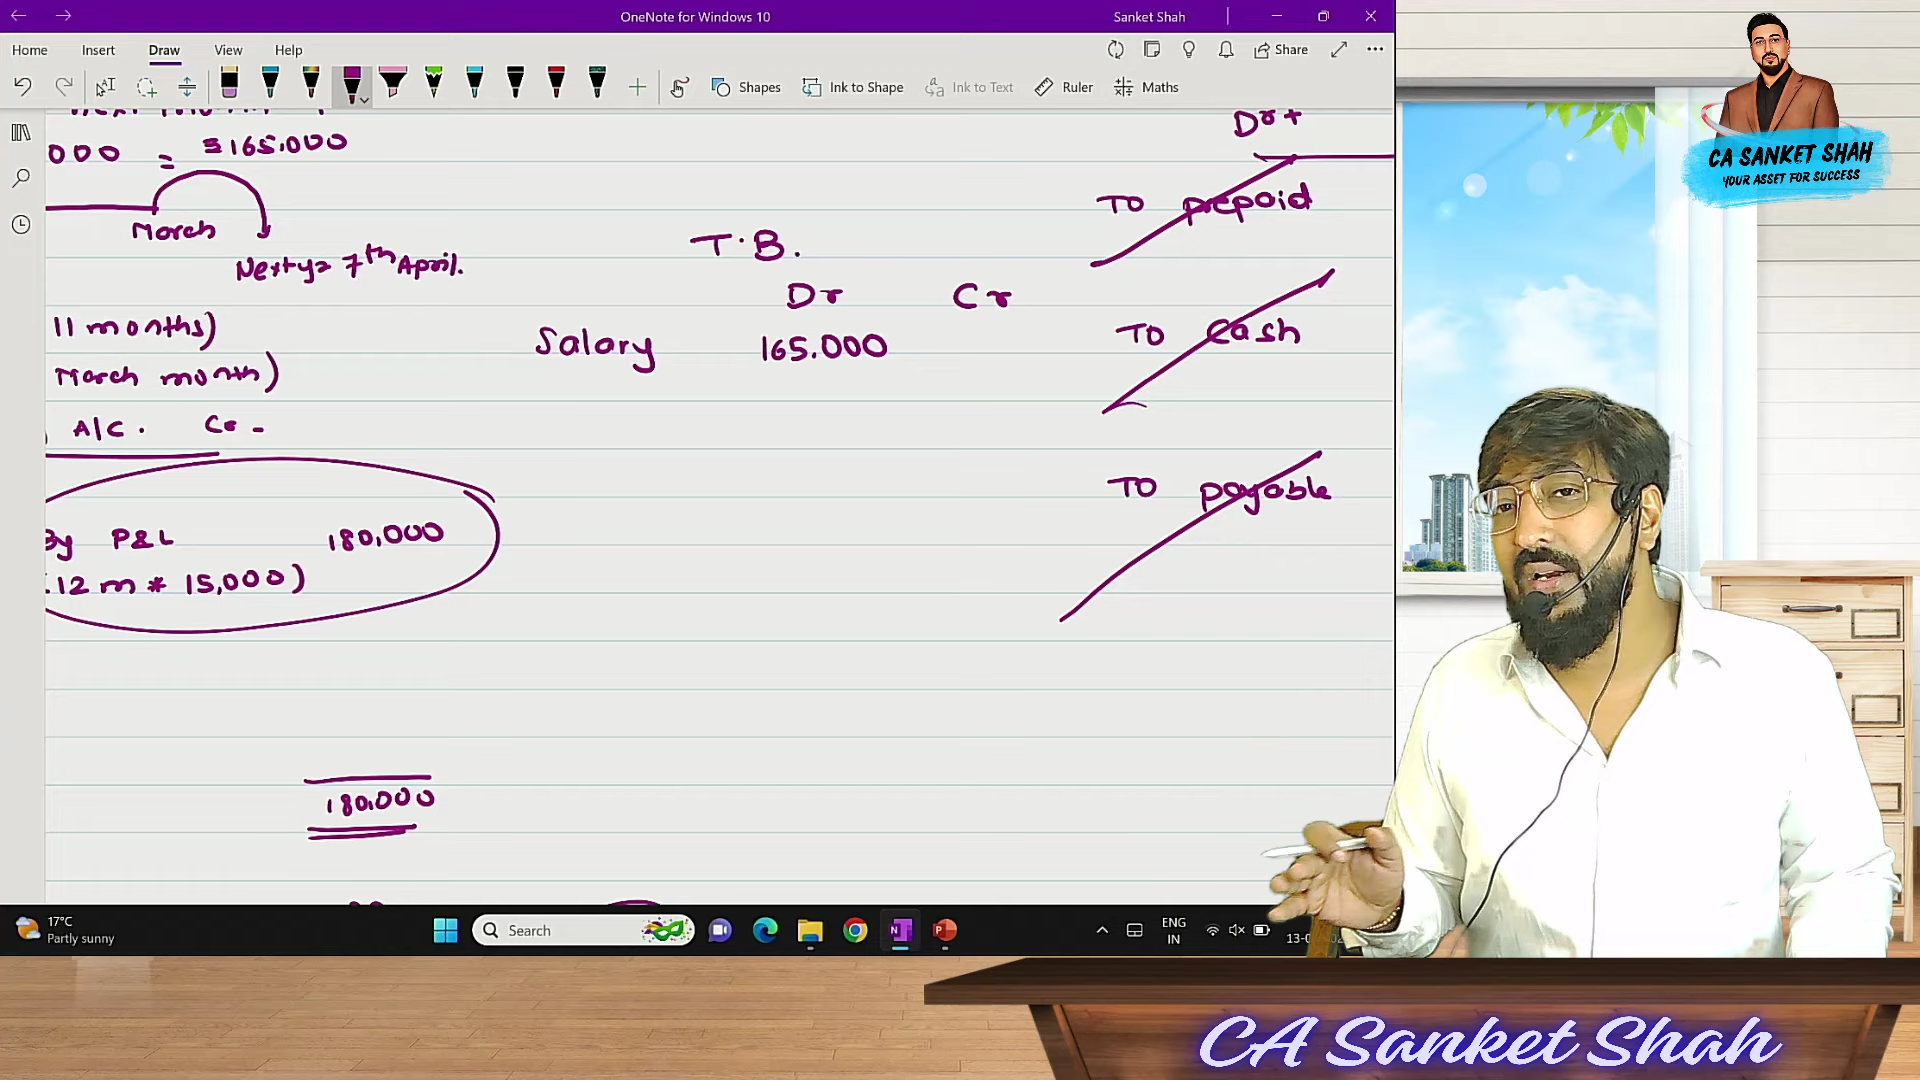 OneNote for Windows 10
Sanket Shah
Home Insert Draw View Help
Share
Shapes Ink to Shape Ink to Text Ruler Maths
000 = =165.000
March
Next y= 7th April.
11 months)
March month)
A/C. Cr -
By P&L 180,000
12 m * 15,000)
180.000
T.B.
Dr Cr
Salary 165.000
Dr+
TO prepaid
TO Cash
TO payable
CA SANKET SHAH
YOUR ASSET FOR SUCCESS
17°C
Partly sunny
Search
ENG
IN
13-0
CA Sanket Shah